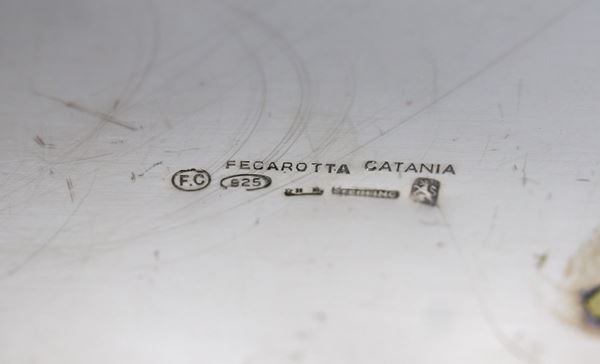 FECAROTTA CATANIA
F.C 925 STERLING